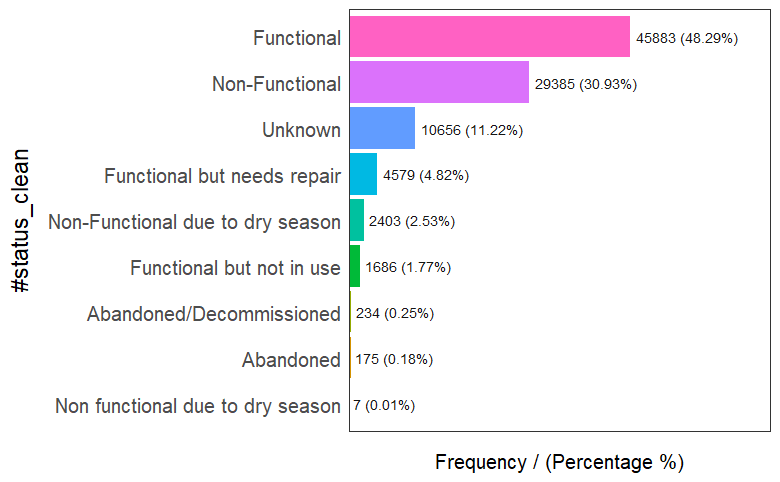 #status_clean
Functional 45883 (48.29%)
Non-Functional 29385 (30.93%)
Unknown 10656 (11.22%)
Functional but needs repair 4579 (4.82%)
Non-Functional due to dry season 2403 (2.53%)
Functional but not in use 1686 (1.77%)
Abandoned/Decommissioned 234 (0.25%)
Abandoned 175 (0.18%)
Non functional due to dry season 7 (0.01%)
Frequency / (Percentage %)